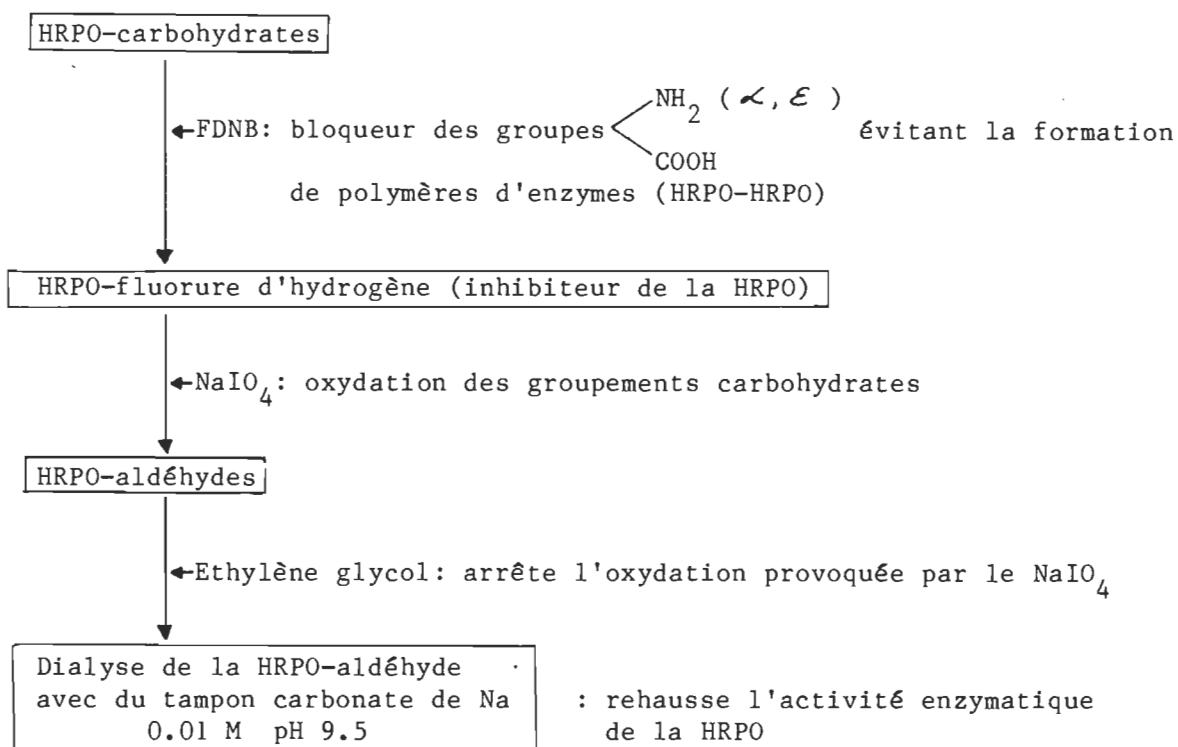 HRPO-carbohydrates
NH2 (α, ε)
FDNB: bloqueur des groupes évitant la formation
COOH
de polymères d'enzymes (HRPO-HRPO)
HRPO-fluorure d'hydrogène (inhibiteur de la HRPO)
NaIO4: oxydation des groupements carbohydrates
HRPO-aldéhydes
Ethylène glycol: arrête l'oxydation provoquée par le NaIO4
Dialyse de la HRPO-aldéhyde
avec du tampon carbonate de Na : rehausse l'activité enzymatique
0.01 M pH 9.5 de la HRPO